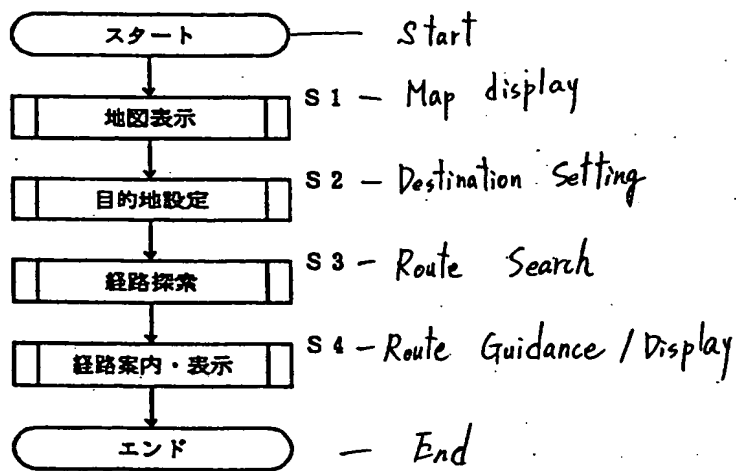 スタート — Start
地図表示 S1 — Map display
目的地設定 S2 — Destination Setting
経路探索 S3 — Route Search
経路案内・表示 S4 — Route Guidance / Display
エンド — End